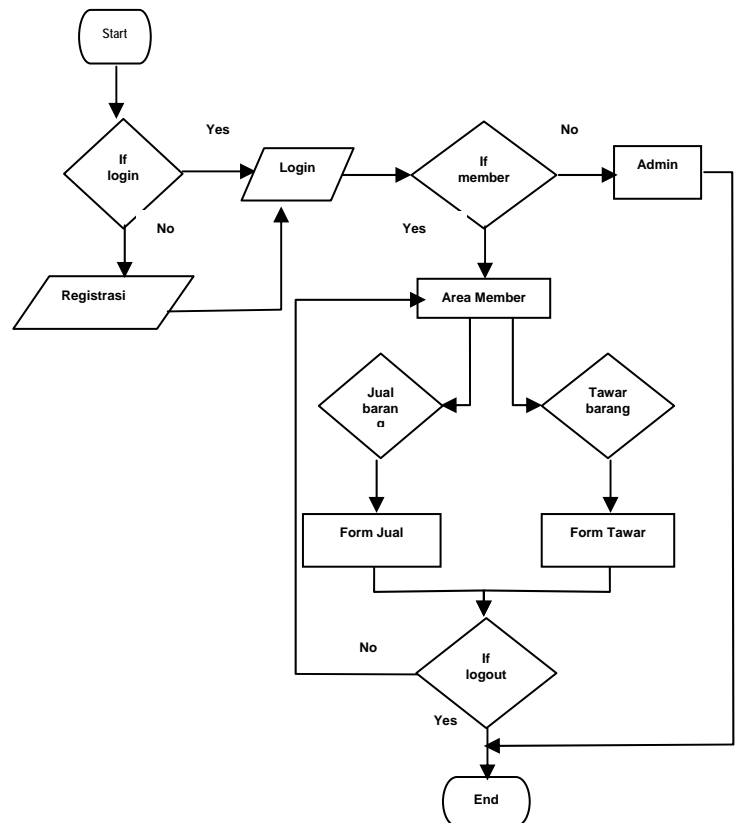 Start
Yes
If
login
Login
If
member
No
Admin
No
Yes
Registrasi
Area Member
Jual
baran
g
Tawar
barang
Form Jual
Form Tawar
No
If
logout
Yes
End